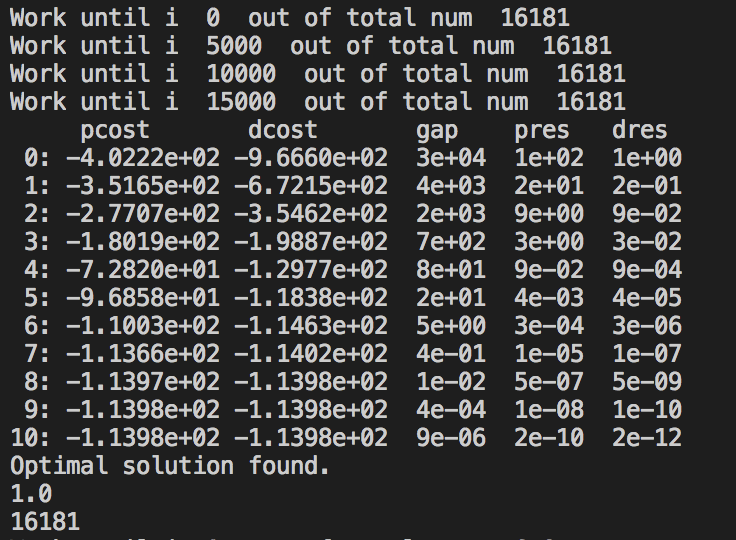 Work until i  0  out of total num  16181
Work until i  5000  out of total num  16181
Work until i  10000  out of total num  16181
Work until i  15000  out of total num  16181
     pcost       dcost       gap    pres   dres
 0: -4.0222e+02 -9.6660e+02  3e+04  1e+02  1e+00
 1: -3.5165e+02 -6.7215e+02  4e+03  2e+01  2e-01
 2: -2.7707e+02 -3.5462e+02  2e+03  9e+00  9e-02
 3: -1.8019e+02 -1.9887e+02  7e+02  3e+00  3e-02
 4: -7.2820e+01 -1.2977e+02  8e+01  9e-02  9e-04
 5: -9.6858e+01 -1.1838e+02  2e+01  4e-03  4e-05
 6: -1.1003e+02 -1.1463e+02  5e+00  3e-04  3e-06
 7: -1.1366e+02 -1.1402e+02  4e-01  1e-05  1e-07
 8: -1.1397e+02 -1.1398e+02  1e-02  5e-07  5e-09
 9: -1.1398e+02 -1.1398e+02  4e-04  1e-08  1e-10
10: -1.1398e+02 -1.1398e+02  9e-06  2e-10  2e-12
Optimal solution found.
1.0
16181